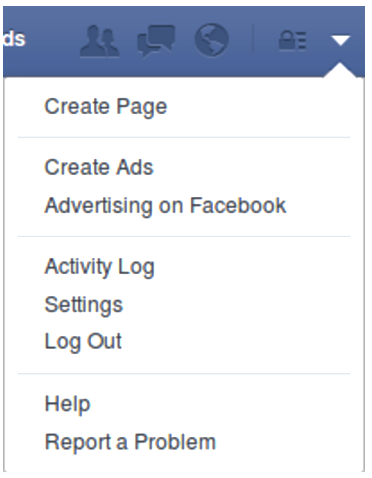 ds
Create Page
Create Ads
Advertising on Facebook
Activity Log
Settings
Log Out
Help
Report a Problem